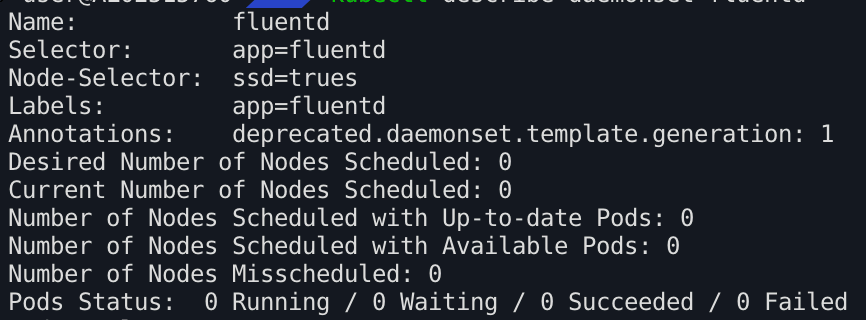 kubectl describe daemonset fluentd
Name: fluentd
Selector: app=fluentd
Node-Selector: ssd=trues
Labels: app=fluentd
Annotations: deprecated.daemonset.template.generation: 1
Desired Number of Nodes Scheduled: 0
Current Number of Nodes Scheduled: 0
Number of Nodes Scheduled with Up-to-date Pods: 0
Number of Nodes Scheduled with Available Pods: 0
Number of Nodes Misscheduled: 0
Pods Status: 0 Running / 0 Waiting / 0 Succeeded / 0 Failed